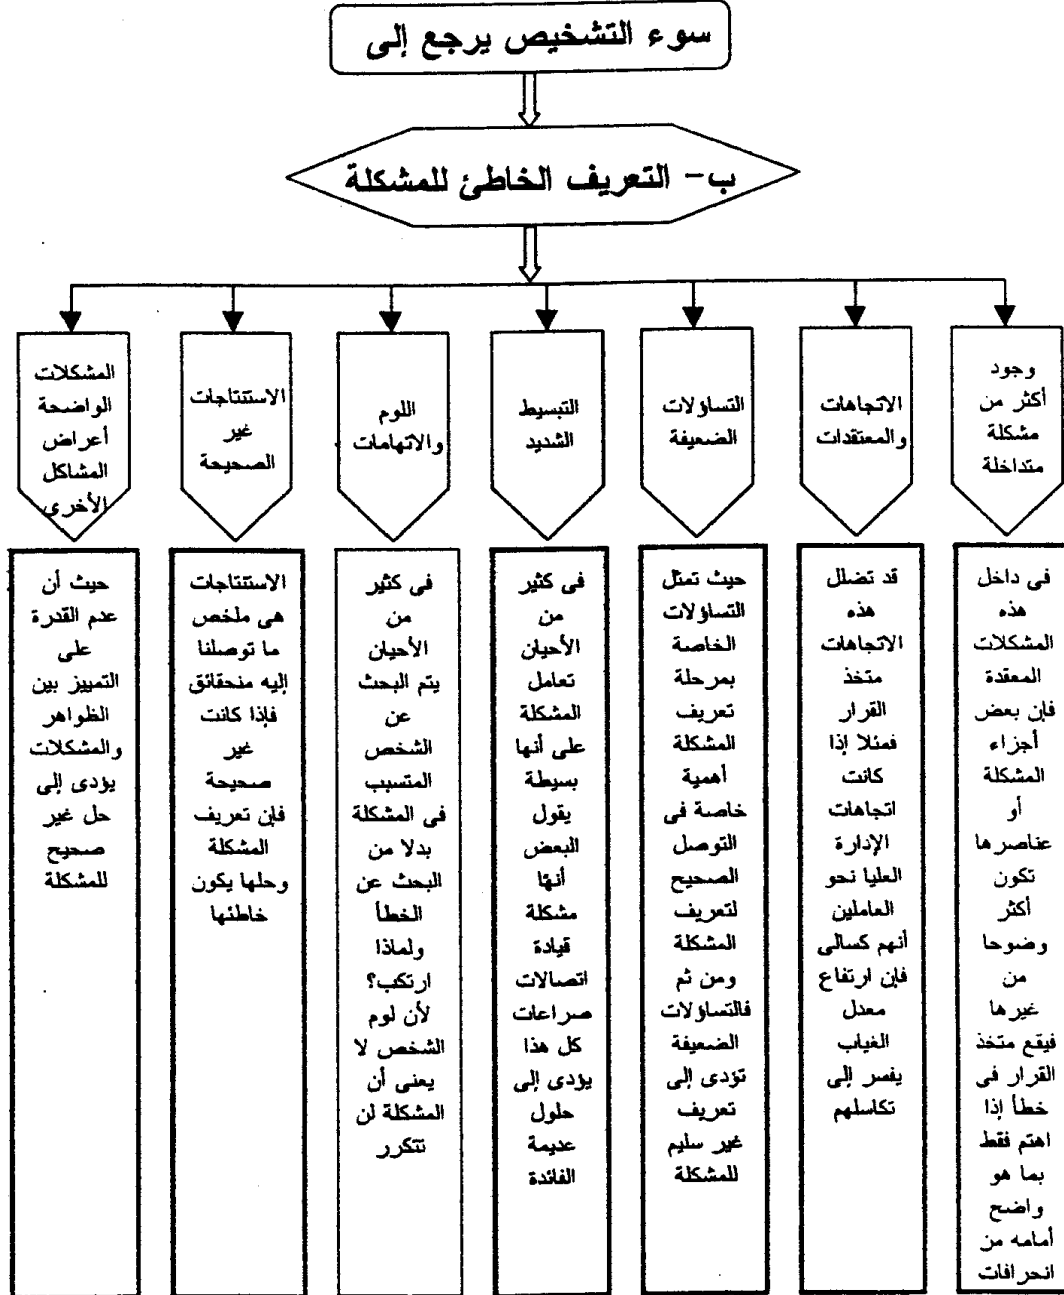 سوء التشخيص يرجع إلى
ب- التعريف الخاطئ للمشكلة
وجود
أكثر من
مشكلة
متداخلة
الاتجاهات
والمعتقدات
التساؤلات
الضعيفة
التبسيط
الشديد
اللوم
والاتهامات
الاستنتاجات
غير
الصحيحة
المشكلات
الواضحة
أعراض
المشاكل
الأخرى
فى داخل
هذه
المشكلات
المعقدة
فإن بعض
أجزاء
المشكلة
أو
عناصرها
تكون
أكثر
وضوحا
من
غيرها
فيقع متخذ
القرار فى
خطأ إذا
اهتم فقط
بما هو
واضح
أمامه من
انحرافات
قد تضلل
هذه
الاتجاهات
متخذ
القرار
فمثلا إذا
كانت
اتجاهات
الإدارة
العليا نحو
العاملين
أنهم كسالى
فإن ارتفاع
معدل
الغياب
يفسر إلى
تكاسلهم
حيث تمثل
التساؤلات
الخاصة
بمرحلة
تعريف
المشكلة
أهمية
خاصة فى
التوصل
الصحيح
لتعريف
المشكلة
ومن ثم
فالتساؤلات
الضعيفة
تؤدى إلى
تعريف
غير سليم
للمشكلة
فى كثير
من
الأحيان
تعامل
المشكلة
على أنها
بسيطة
يقول
البعض
أنها
مشكلة
قيادة
اتصالات
صراعات
كل هذا
يؤدى إلى
حلول
عديمة
الفائدة
فى كثير
من
الأحيان
يتم البحث
عن
الشخص
المتسبب
فى المشكلة
بدلا من
البحث عن
الخطأ
ولماذا
ارتكب؟
لأن لوم
الشخص لا
يعنى أن
المشكلة لن
تتكرر
الاستنتاجات
هى ملخص
ما توصلنا
إليه منحقائق
فإذا كانت
غير
صحيحة
فإن تعريف
المشكلة
وحلها يكون
خاطئها
حيث أن
عدم القدرة
على
التمييز بين
الظواهر
والمشكلات
يؤدى إلى
حل غير
صحيح
للمشكلة